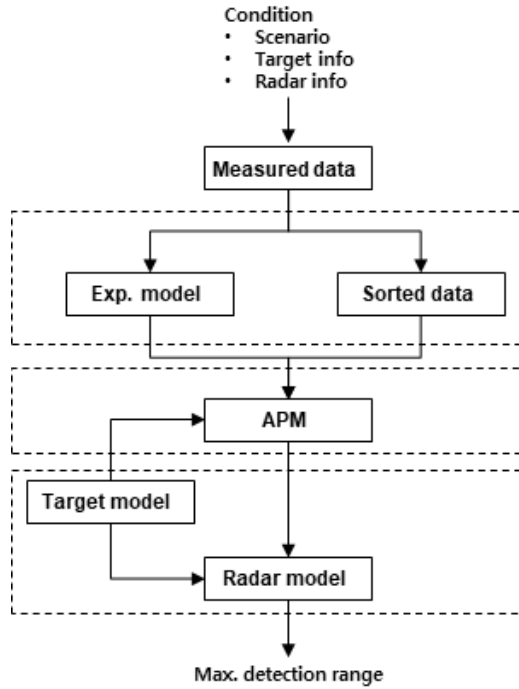 Condition
• Scenario
• Target info
• Radar info
Measured data
Exp. model
Sorted data
APM
Target model
Radar model
Max. detection range